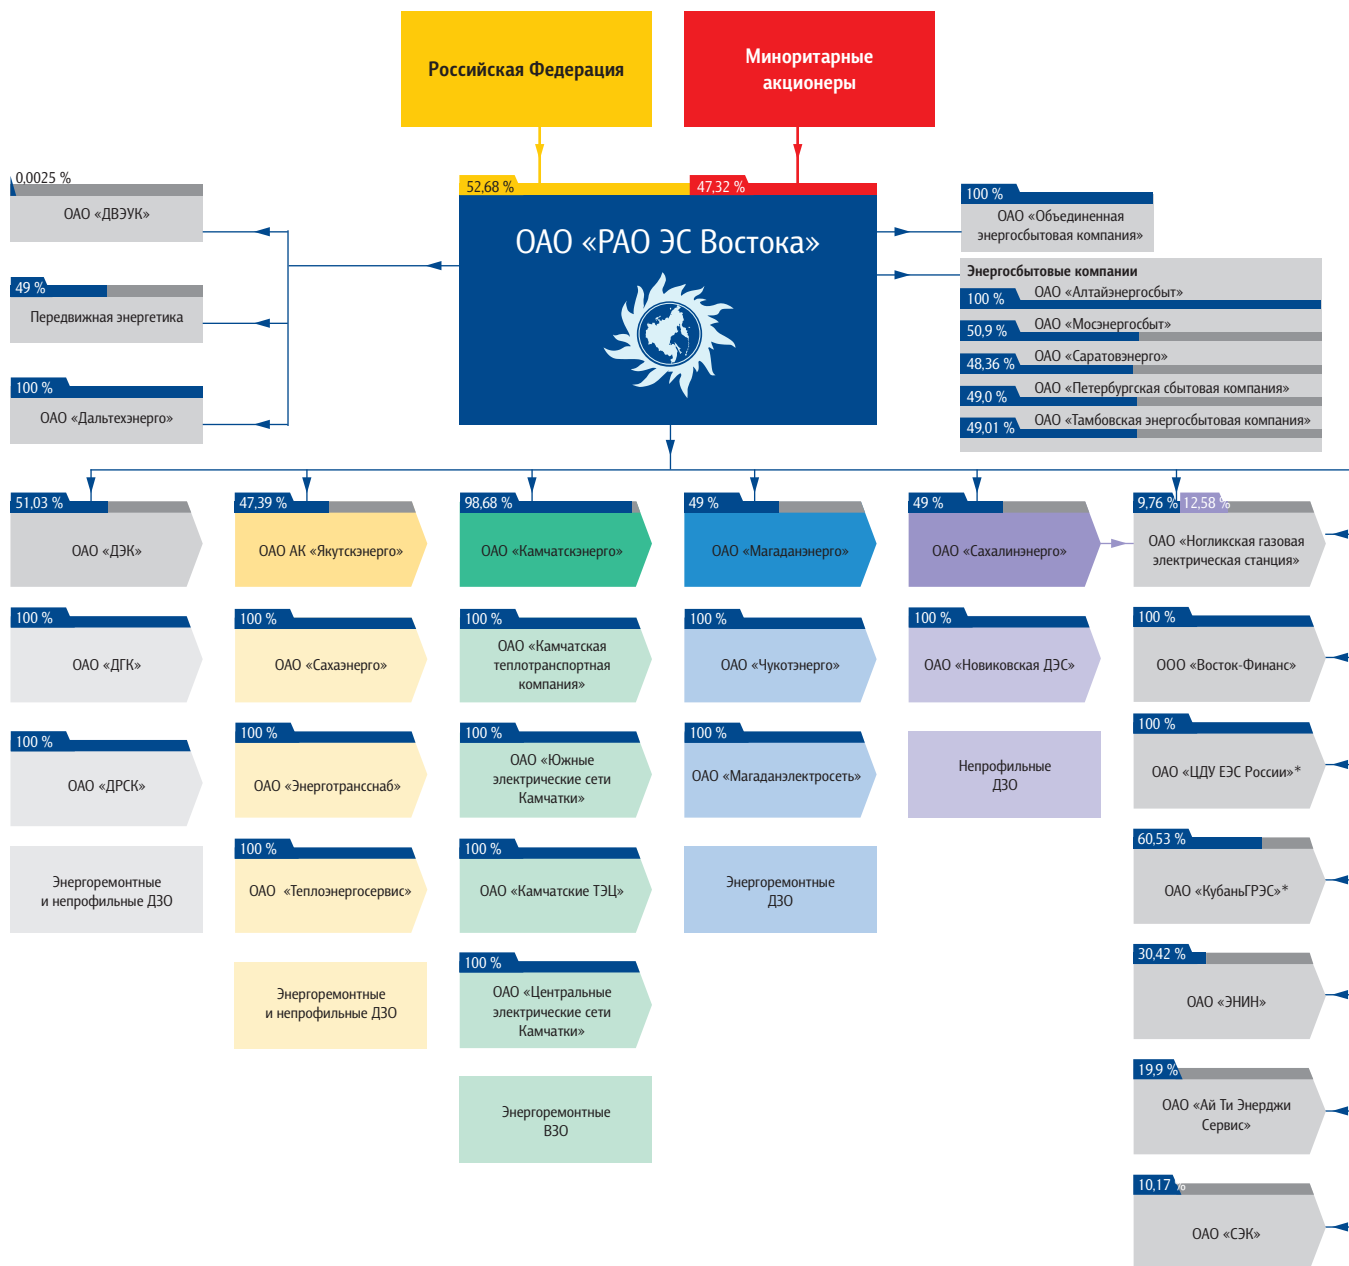 Российская Федерация
Миноритарные
акционеры
52,68 %
47,32 %
ОАО «РАО ЭС Востока»
0,0025 %
ОАО «ДВЭУК»
49 %
Передвижная энергетика
100 %
ОАО «Дальтехэнерго»
100 %
ОАО «Объединенная
энергосбытовая компания»
Энергосбытовые компании
100 %
ОАО «Алтайэнергосбыт»
50,9 %
ОАО «Мосэнергосбыт»
48,36 %
ОАО «Саратовэнерго»
49,0 %
ОАО «Петербургская сбытовая компания»
49,01 %
ОАО «Тамбовская энергосбытовая компания»
51,03 %
ОАО «ДЭК»
100 %
ОАО «ДГК»
100 %
ОАО «ДРСК»
Энергоремонтные
и непрофильные ДЗО
47,39 %
ОАО АК «Якутскэнерго»
100 %
ОАО «Сахаэнерго»
100 %
ОАО «Энерготрансснаб»
100 %
ОАО «Теплоэнергосервис»
Энергоремонтные
и непрофильные ДЗО
98,68 %
ОАО «Камчатскэнерго»
100 %
ОАО «Камчатская
теплотранспортная
компания»
100 %
ОАО «Южные
электрические сети
Камчатки»
100 %
ОАО «Камчатские ТЭЦ»
100 %
ОАО «Центральные
электрические сети
Камчатки»
Энергоремонтные
ВЗО
49 %
ОАО «Магаданэнерго»
100 %
ОАО «Чукотэнерго»
100 %
ОАО «Магаданэлектросеть»
Энергоремонтные
ДЗО
49 %
ОАО «Сахалинэнерго»
100 %
ОАО «Новиковская ДЭС»
Непрофильные
ДЗО
9,76 %
12,58 %
ОАО «Ногликская газовая
электрическая станция»
100 %
ООО «Восток-Финанс»
100 %
ОАО «ЦДУ ЕЭС России»*
60,53 %
ОАО «КубаньГРЭС»*
30,42 %
ОАО «ЭНИН»
19,9 %
ОАО «Ай Ти Энерджи
Сервис»
10,17 %
ОАО «СЭК»